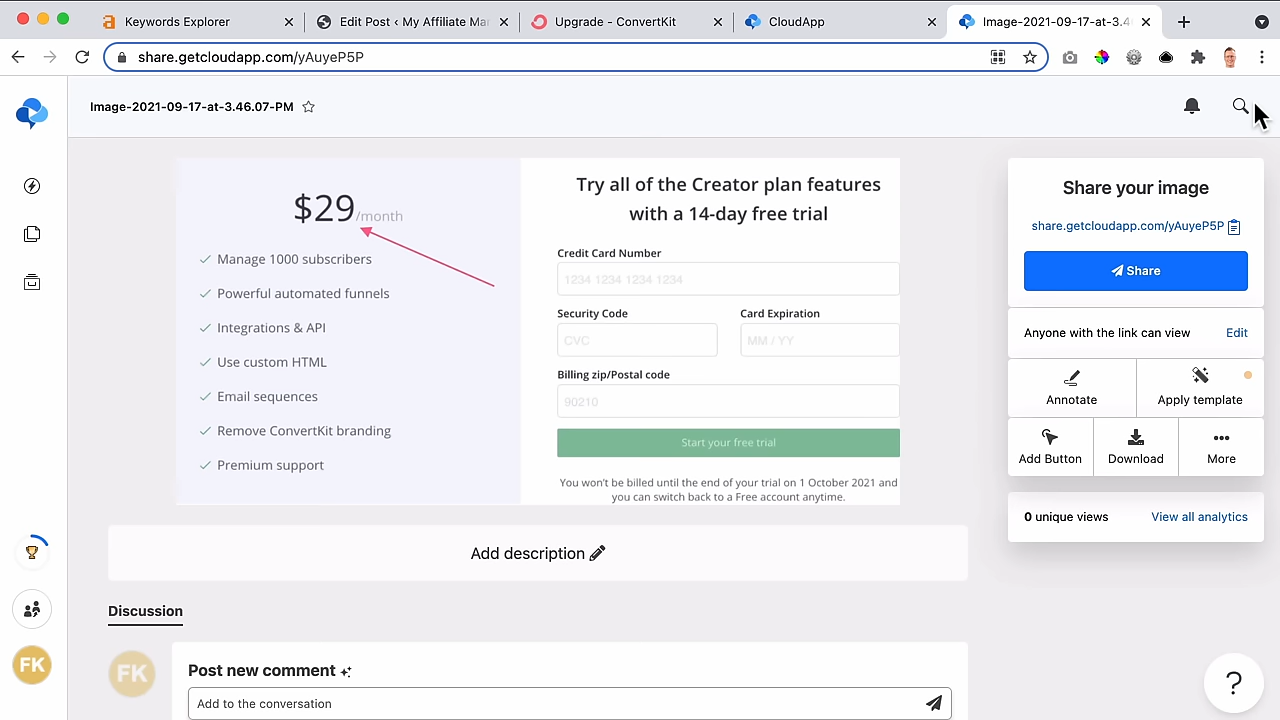 Keywords Explorer
Edit Post ‹ My Affiliate Mar
Upgrade - ConvertKit
CloudApp
Image-2021-09-17-at-3.4
share.getcloudapp.com/yAuyeP5P
Image-2021-09-17-at-3.46.07-PM
$29/month
Manage 1000 subscribers
Powerful automated funnels
Integrations & API
Use custom HTML
Email sequences
Remove ConvertKit branding
Premium support
Try all of the Creator plan features
with a 14-day free trial
Credit Card Number
1234 1234 1234 1234
Security Code
Card Expiration
CVC
MM / YY
Billing zip/Postal code
90210
Start your free trial
You won't be billed until the end of your trial on 1 October 2021 and
you can switch back to a Free account anytime.
Share your image
share.getcloudapp.com/yAuyeP5P
Share
Anyone with the link can view
Edit
Annotate
Apply template
Add Button
Download
More
0 unique views
View all analytics
Add description
Discussion
FK
Post new comment
Add to the conversation
FK
?